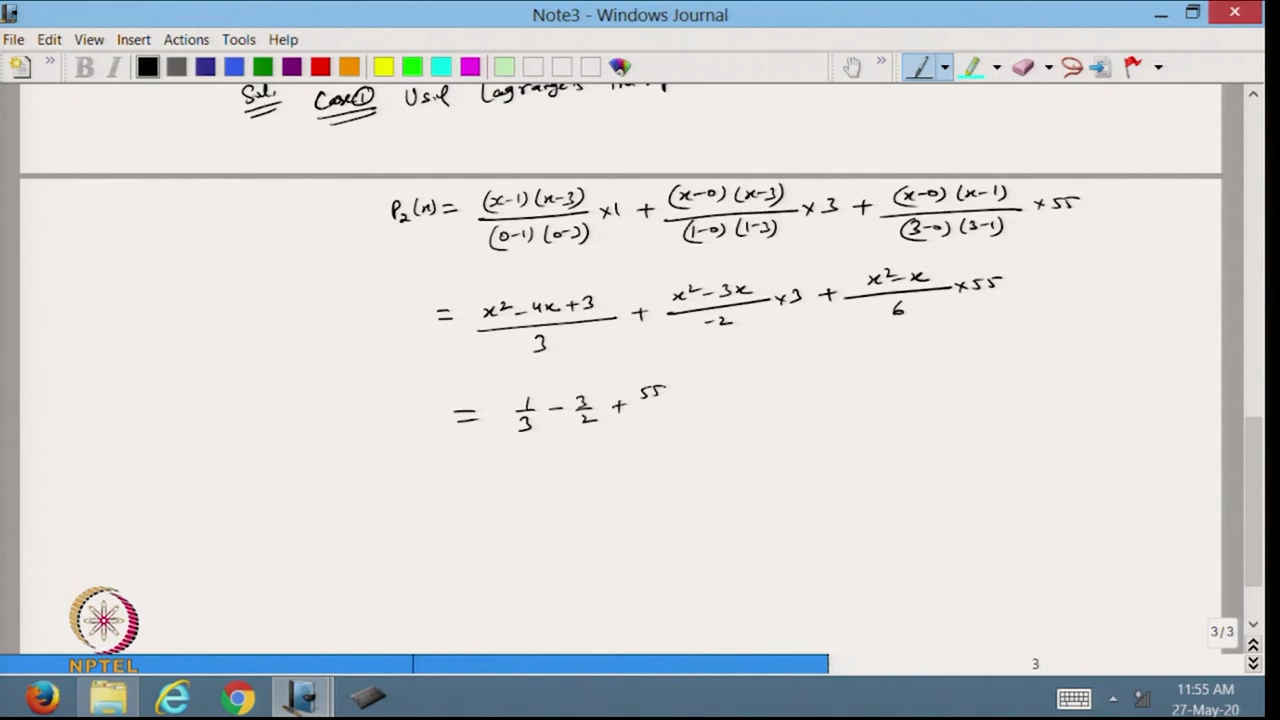 Note3 - Windows Journal
File Edit View Insert Actions Tools Help
B I
Sol. Case ① Using Lagrange's
P₂(x) = (x-1)(x-3)/(0-1)(0-3) ×1 + (x-0)(x-3)/(1-0)(1-3) ×3 + (x-0)(x-1)/(3-0)(3-1) ×55
= x²-4x+3/3 + x²-3x/-2 ×3 + x²-x/6 ×55
= 1/3 - 3/2 + 55
3/3
NPTEL
3
11:55 AM
27-May-20